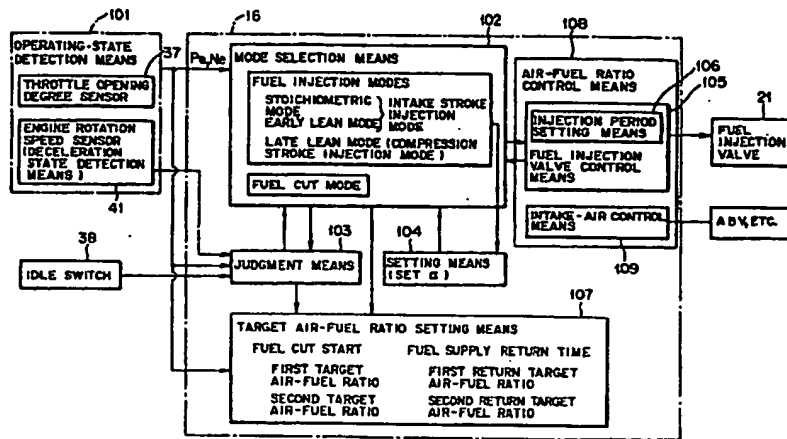 101
OPERATING-STATE
DETECTION MEANS
37
THROTTLE OPENING
DEGREE SENSOR
ENGINE ROTATION
SPEED SENSOR
(DECELERATION
STATE DETECTION
MEANS)
41
38
IDLE SWITCH
16
Pe,Ne
102
MODE SELECTION MEANS
FUEL INJECTION MODES
STOICHIOMETRIC
MODE
EARLY LEAN MODE
INTAKE STROKE
INJECTION
MODE
LATE LEAN MODE (COMPRESSION
STROKE INJECTION MODE)
FUEL CUT MODE
103
JUDGMENT MEANS
104
SETTING MEANS
(SET α)
107
TARGET AIR-FUEL RATIO SETTING MEANS
FUEL CUT START
FIRST TARGET
AIR-FUEL RATIO
SECOND TARGET
AIR-FUEL RATIO
FUEL SUPPLY RETURN TIME
FIRST RETURN TARGET
AIR-FUEL RATIO
SECOND RETURN TARGET
AIR-FUEL RATIO
108
AIR-FUEL RATIO
CONTROL MEANS
106
105
INJECTION PERIOD
SETTING MEANS
FUEL INJECTION
VALVE CONTROL
MEANS
INTAKE-AIR CONTROL
MEANS
109
21
FUEL
INJECTION
VALVE
ABV, ETC.